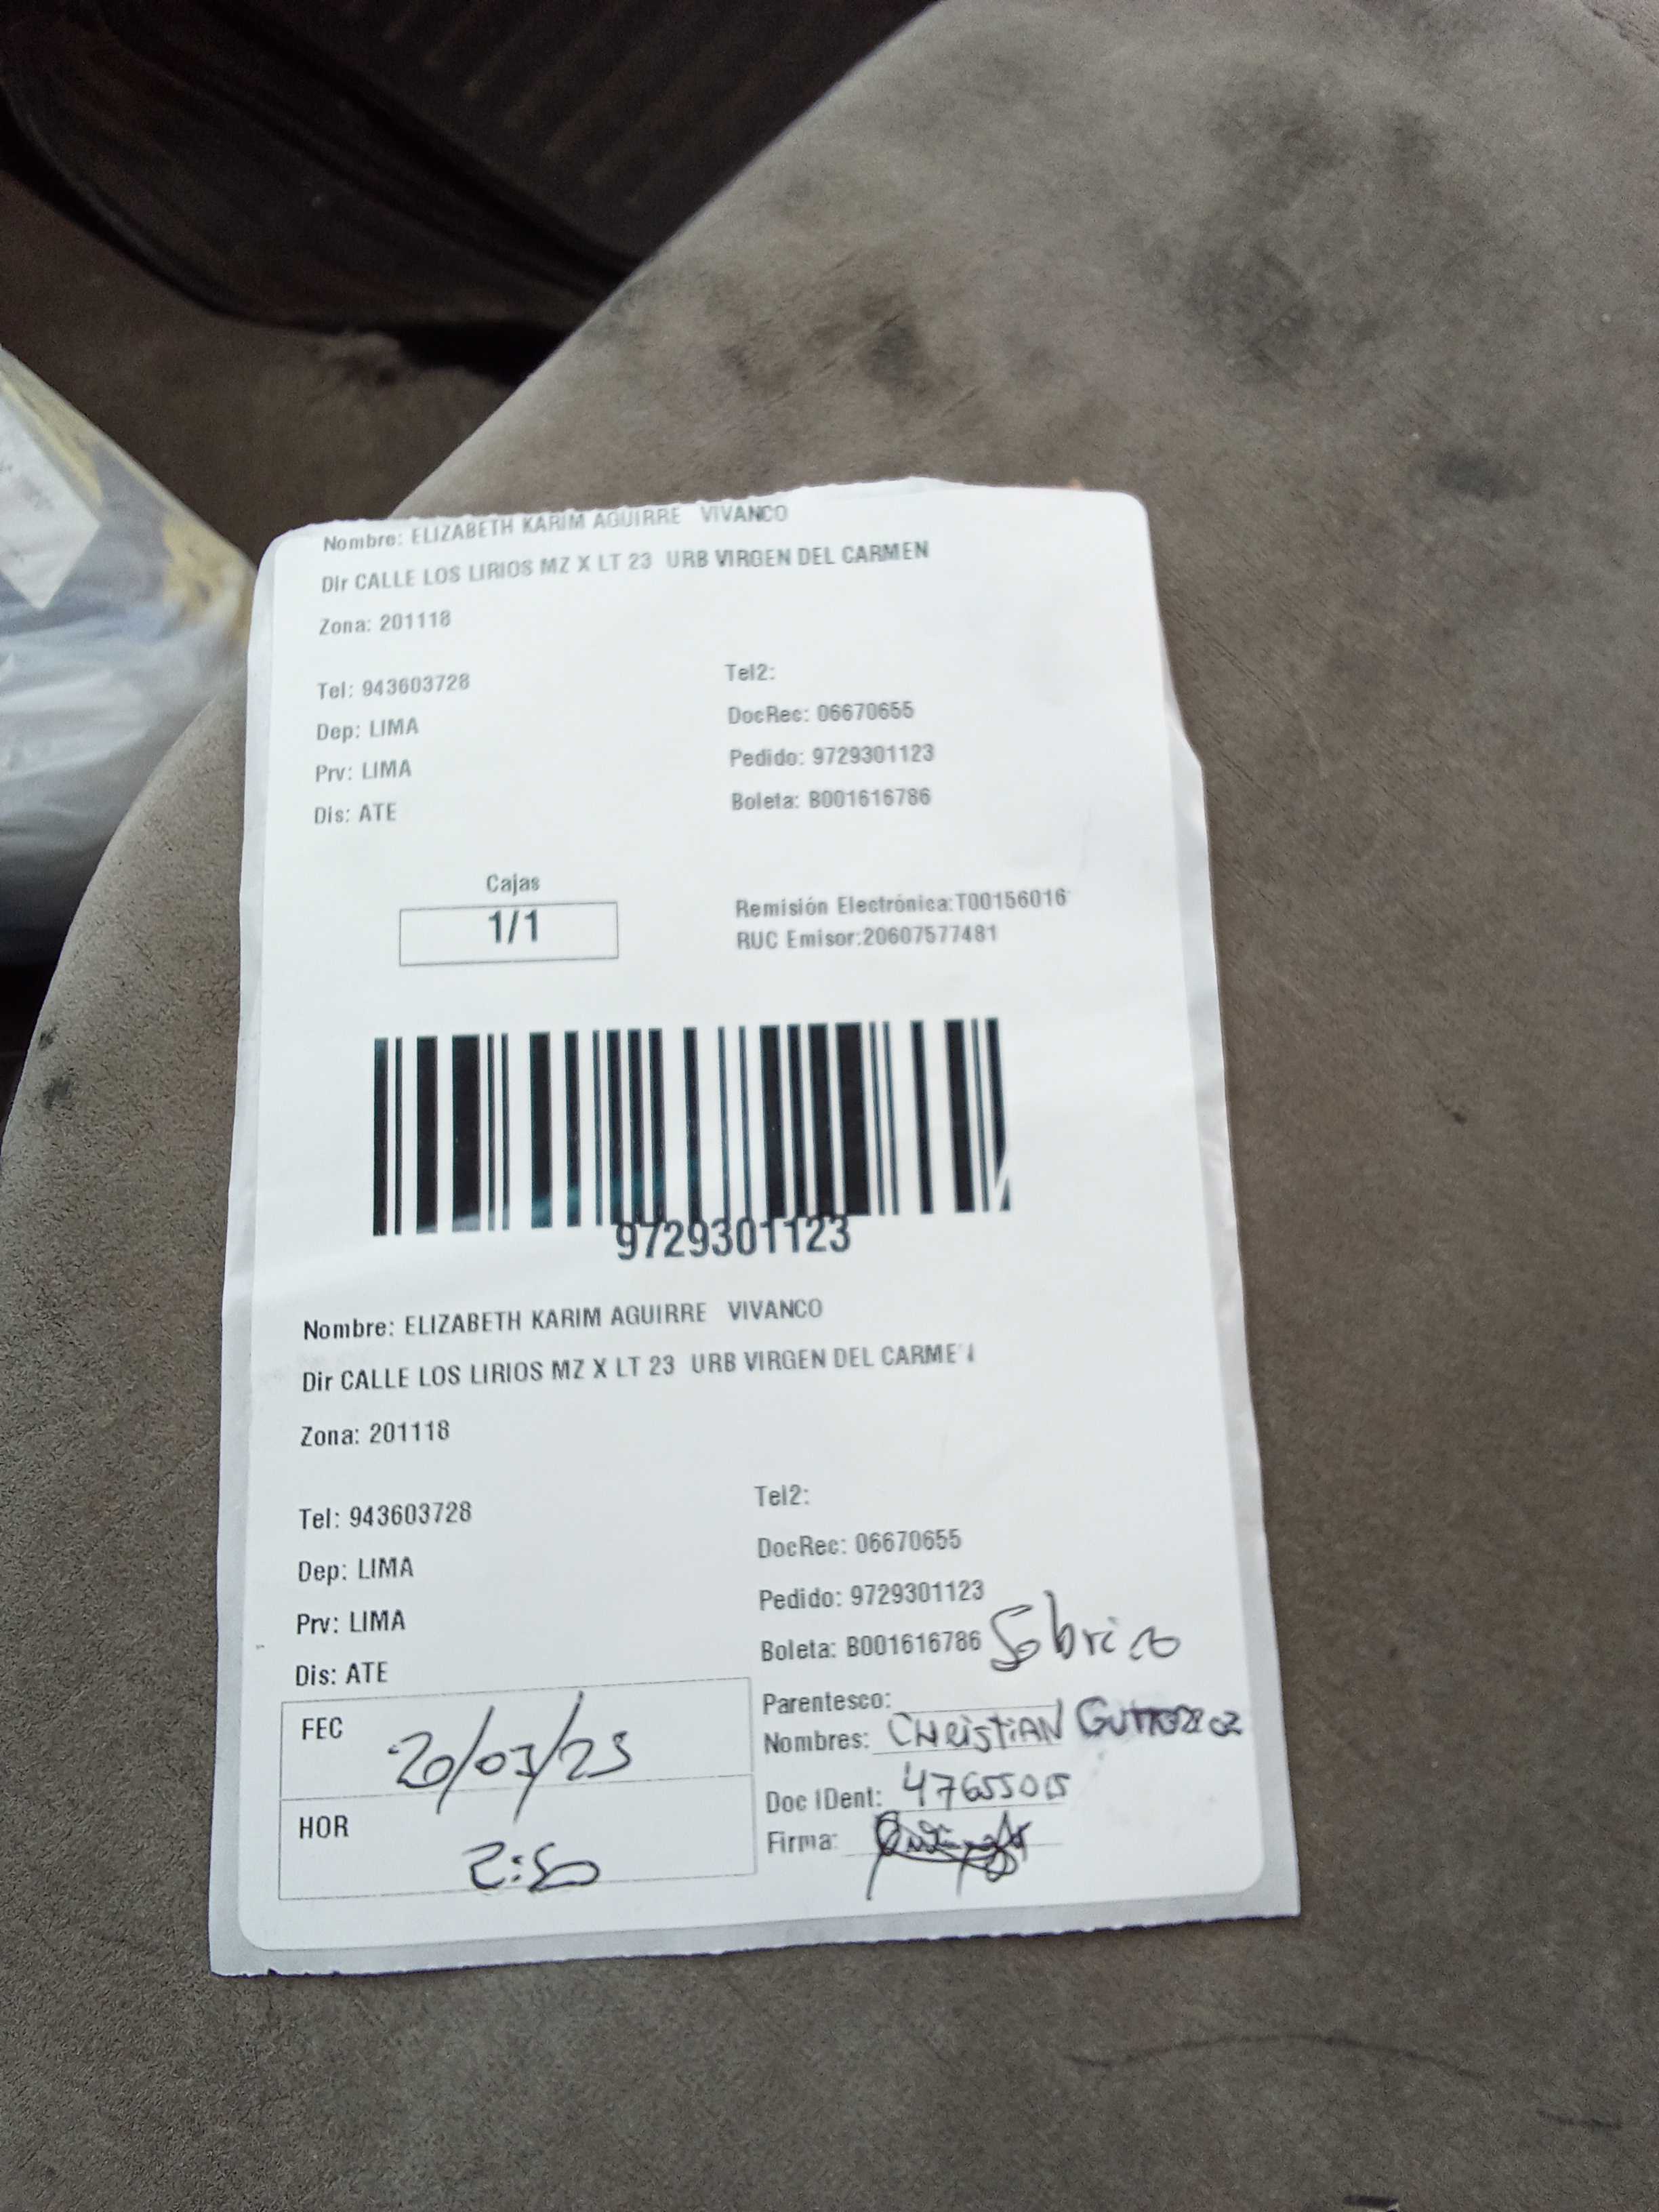 Nombre: ELIZABETH KARIM AGUIRRE VIVANCO
Dir CALLE LOS LIRIOS MZ X LT 23 URB VIRGEN DEL CARMEN
Zona: 201118
Tel: 943603728
Tel2:
Dep: LIMA
DocRec: 06670655
Prv: LIMA
Pedido: 9729301123
Dis: ATE
Boleta: B001616786
Cajas
1/1
Remisión Electrónica:T00156016
RUC Emisor:20607577481
9729301123
Nombre: ELIZABETH KARIM AGUIRRE VIVANCO
Dir CALLE LOS LIRIOS MZ X LT 23 URB VIRGEN DEL CARME
Zona: 201118
Tel: 943603728
Tel2:
Dep: LIMA
DocRec: 06670655
Prv: LIMA
Pedido: 9729301123
Dis: ATE
Boleta: B001616786
Sobrino
Parentesco:
FEC 20/03/23
Nombres: CHRISTIAN
Doc IDent: 47655015
HOR 2:50
Firma: